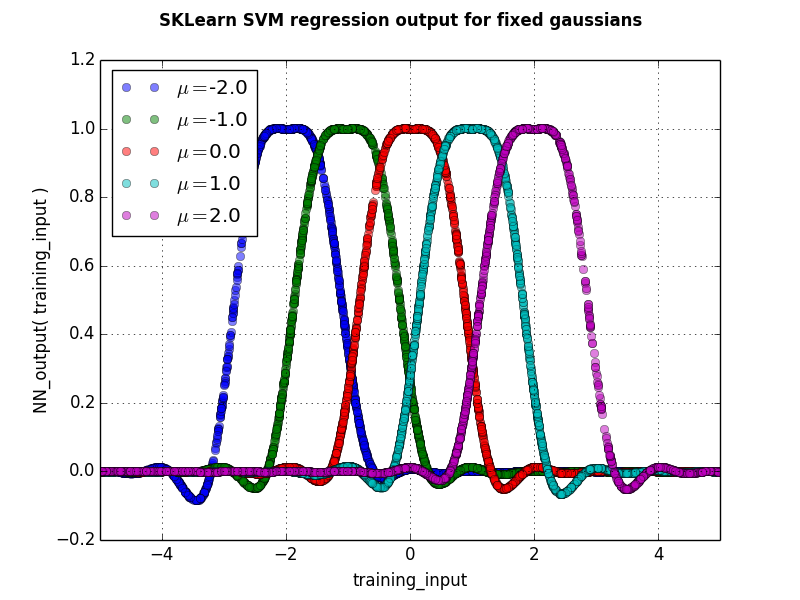 SKLearn SVM regression output for fixed gaussians
1.2
1.0
0.8
0.6
0.4
0.2
0.0
−0.2
NN_output( training_input )
μ=-2.0
μ=-1.0
μ=0.0
μ=1.0
μ=2.0
−4 −2 0 2 4
training_input